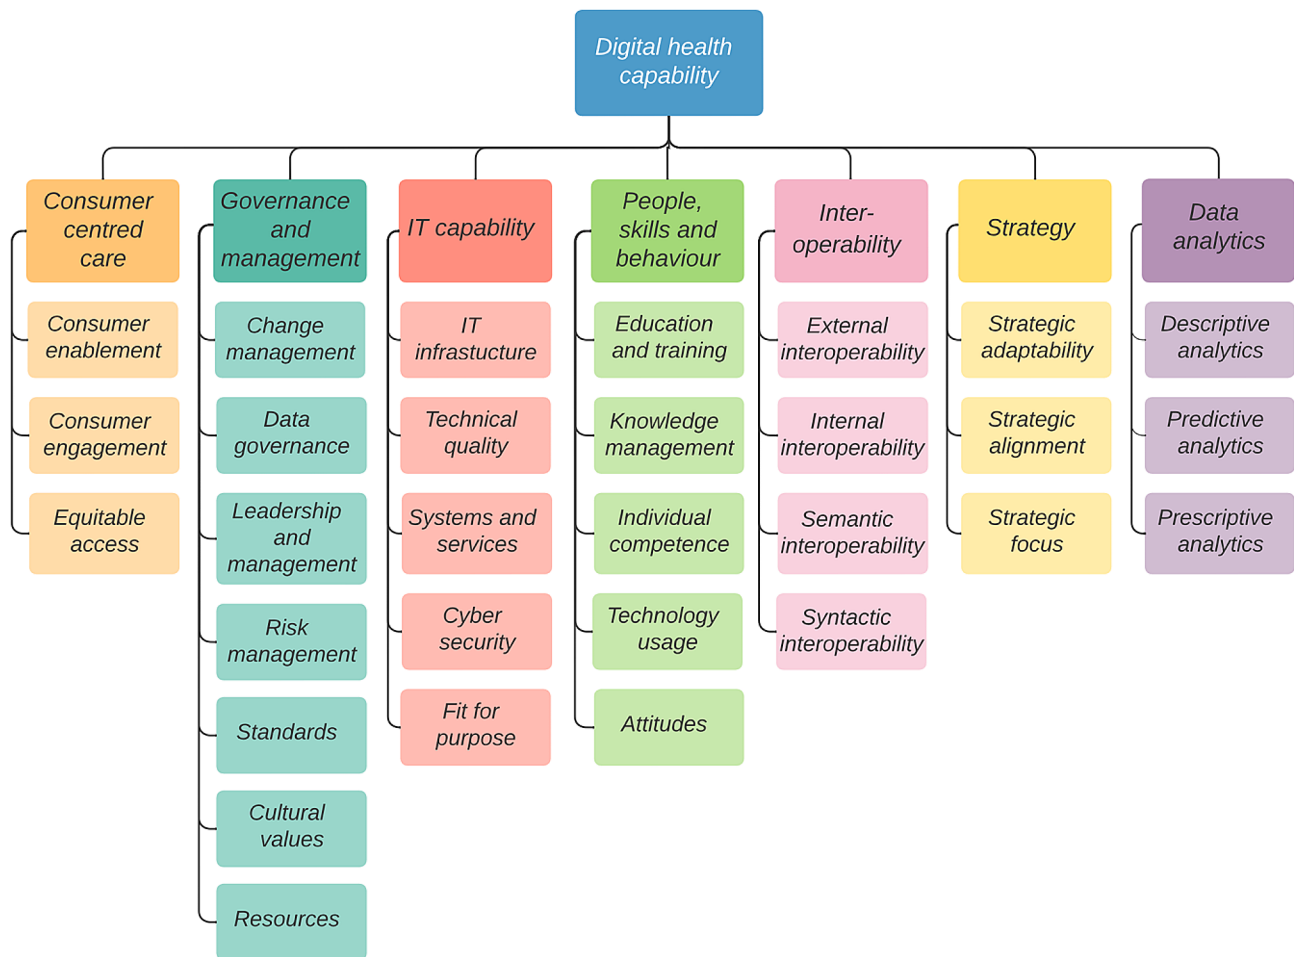 Digital health
capability
Consumer
centred
care
Consumer
enablement
Consumer
engagement
Equitable
access
Governance
and
management
Change
management
Data
governance
Leadership
and
management
Risk
management
Standards
Cultural
values
Resources
IT capability
IT
infrastucture
Technical
quality
Systems and
services
Cyber
security
Fit for
purpose
People,
skills and
behaviour
Education
and training
Knowledge
management
Individual
competence
Technology
usage
Attitudes
Inter-
operability
External
interoperability
Internal
interoperability
Semantic
interoperability
Syntactic
interoperability
Strategy
Strategic
adaptability
Strategic
alignment
Strategic
focus
Data
analytics
Descriptive
analytics
Predictive
analytics
Prescriptive
analytics